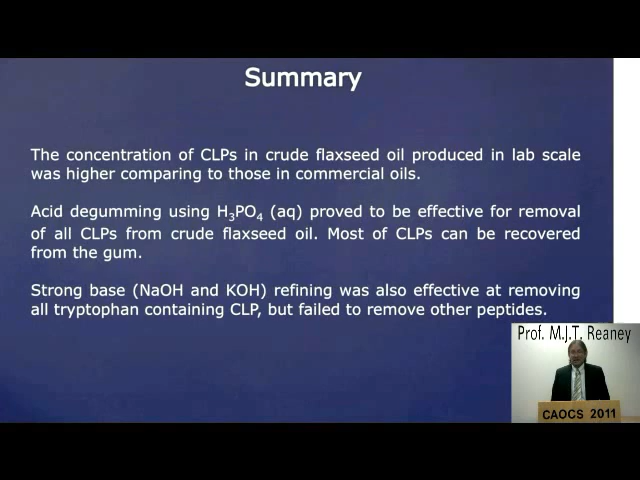 Summary
The concentration of CLPs in crude flaxseed oil produced in lab scale
was higher comparing to those in commercial oils.
Acid degumming using H₃PO₄ (aq) proved to be effective for removal
of all CLPs from crude flaxseed oil. Most of CLPs can be recovered
from the gum.
Strong base (NaOH and KOH) refining was also effective at removing
all tryptophan containing CLP, but failed to remove other peptides.
Prof. M.J.T. Reaney
CAOCS 2011